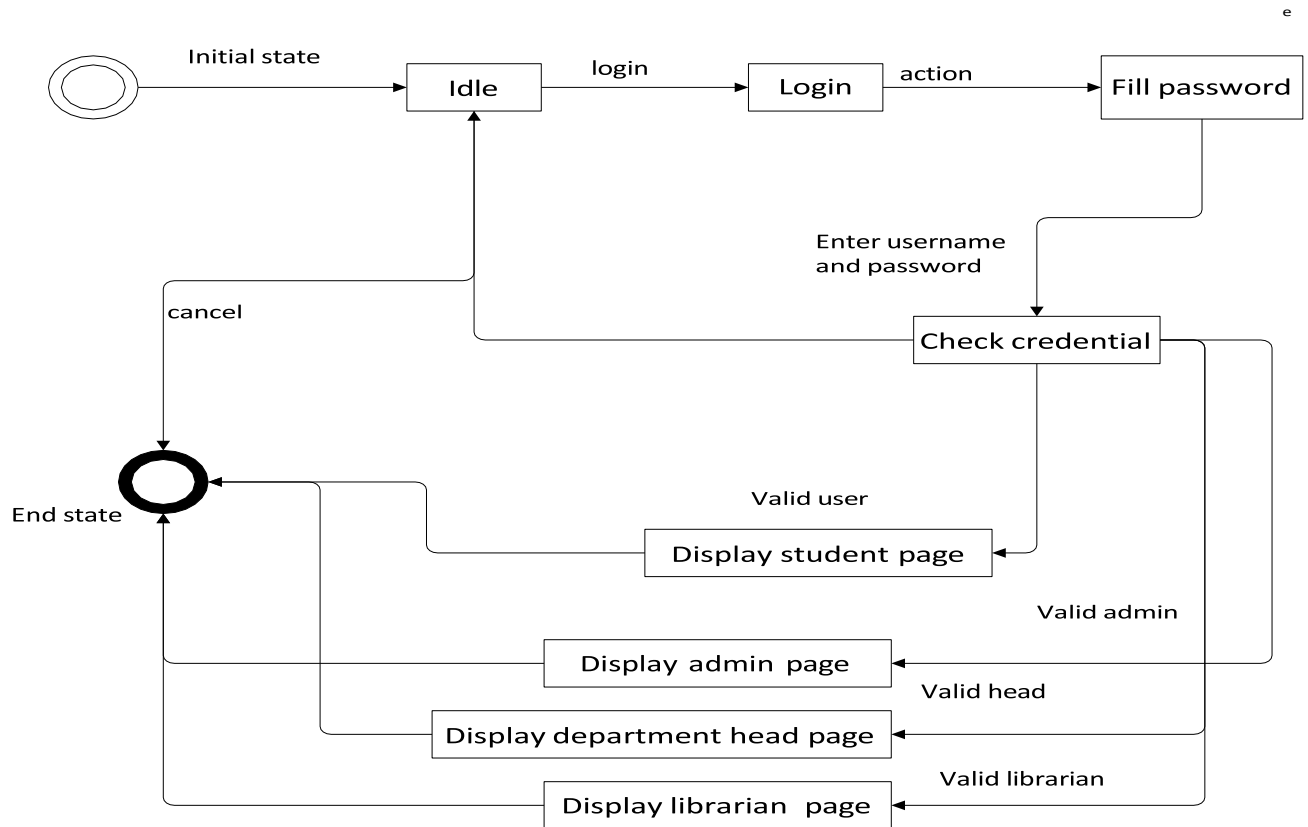 e
Initial state
login
action
Idle
Login
Fill password
Enter username
and password
cancel
Check credential
Valid user
End state
Display student page
Valid admin
Display admin page
Valid head
Display department head page
Valid librarian
Display librarian page